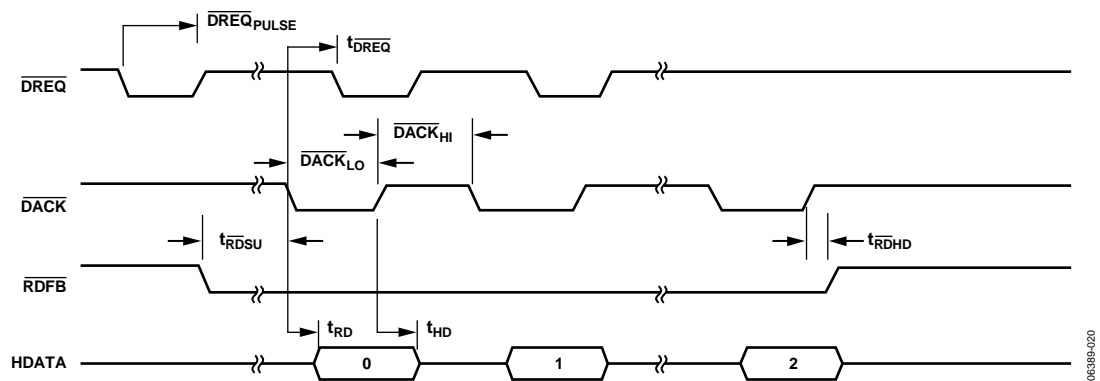 DREQPULSE
tDREQ
DREQ
DACKHI
DACKLO
DACK
tRDSU
tRDHD
RDFB
tRD
tHD
HDATA
0
1
2
06389-020